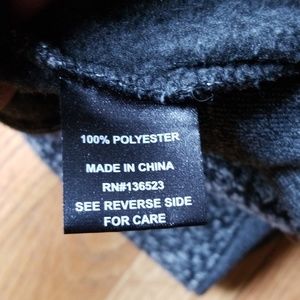 100% POLYESTER
MADE IN CHINA
RN#136523
SEE REVERSE SIDE
FOR CARE